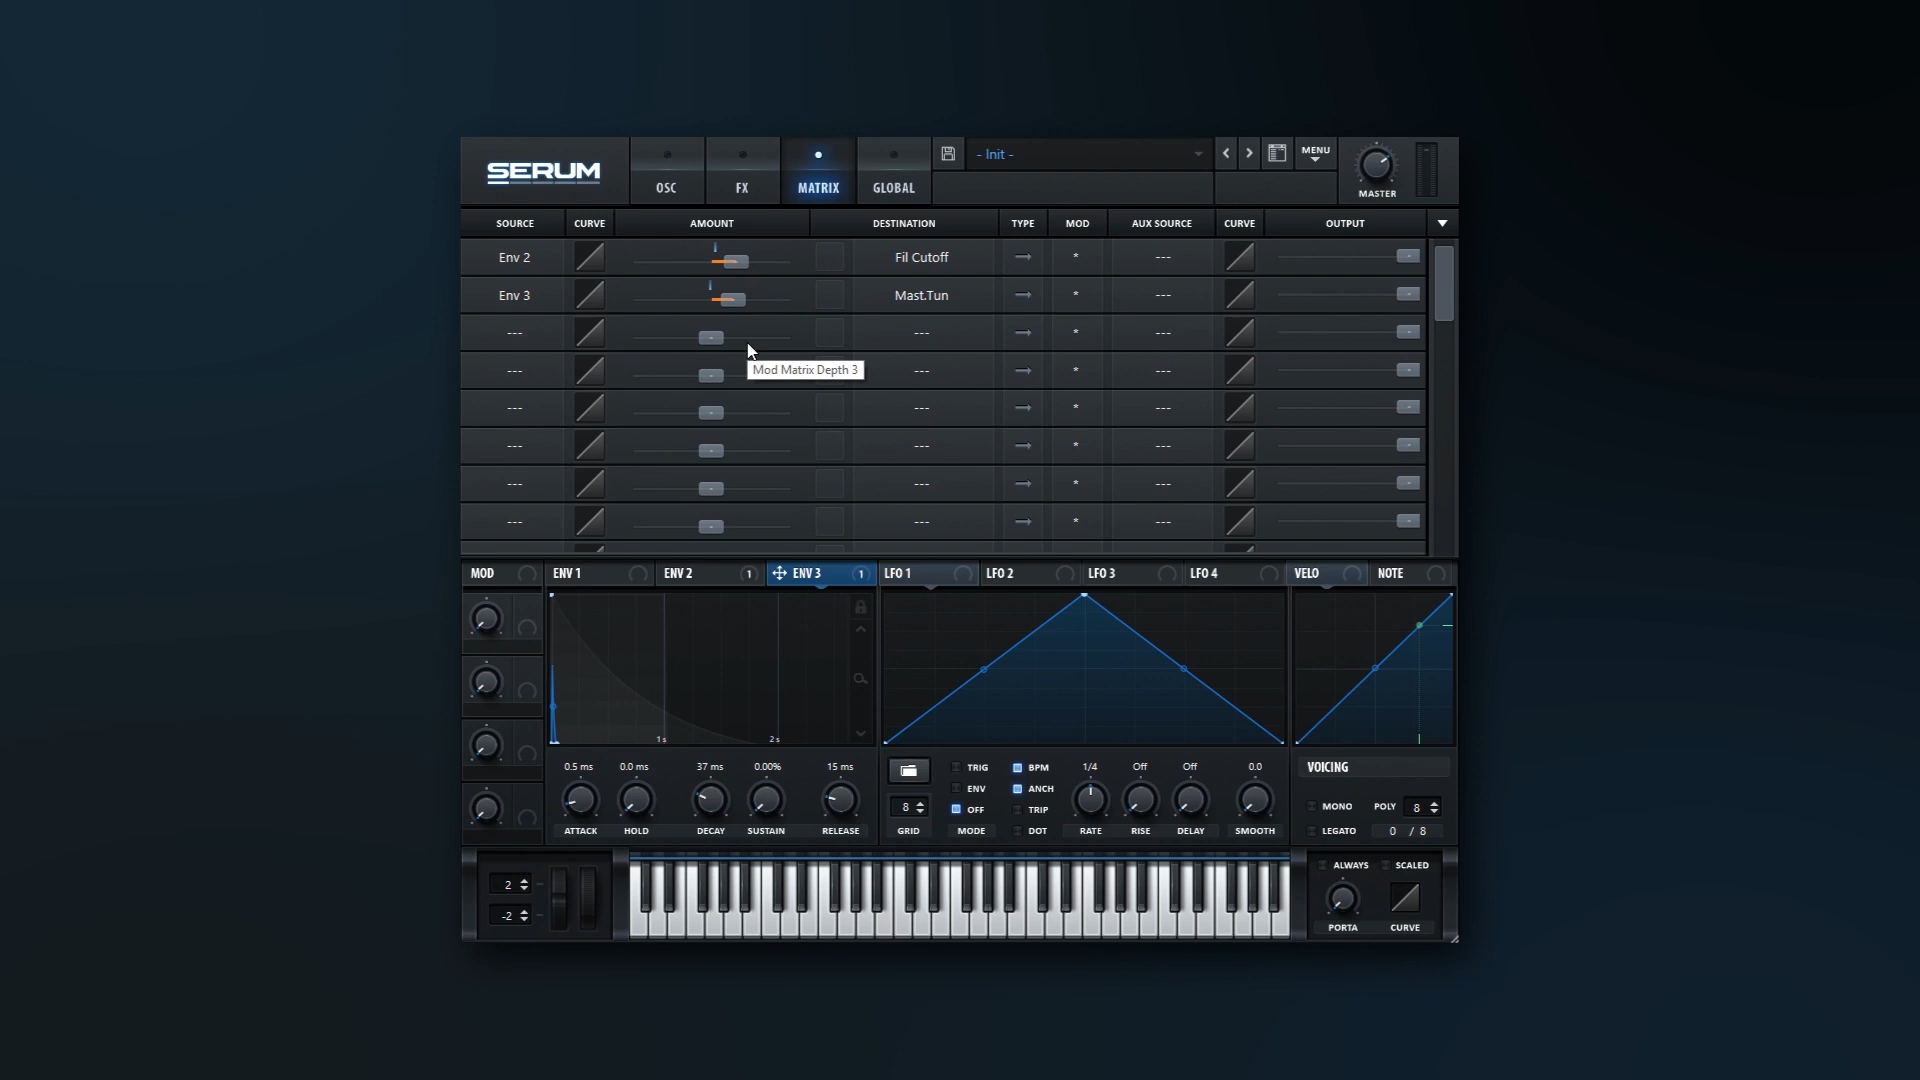 SERUM
OSC FX MATRIX GLOBAL
- Init -
MENU
MASTER
SOURCE CURVE AMOUNT DESTINATION TYPE MOD AUX SOURCE CURVE OUTPUT
Env 2 Fil Cutoff * ---
Env 3 Mast.Tun * ---
--- --- * ---
Mod Matrix Depth 3
--- --- * ---
--- --- * ---
--- --- * ---
--- --- * ---
--- --- * ---
MOD ENV 1 ENV 2 1 ENV 3 1 LFO 1 LFO 2 LFO 3 LFO 4 VELO NOTE
1 s 2 s
0.5 ms 0.0 ms 37 ms 0.00% 15 ms
ATTACK HOLD DECAY SUSTAIN RELEASE
8
GRID
TRIG
ENV
OFF
MODE
BPM
ANCH
TRIP
DOT
1/4 Off Off 0.0
RATE RISE DELAY SMOOTH
VOICING
MONO POLY 8
LEGATO 0 / 8
2
-2
ALWAYS SCALED
PORTA CURVE